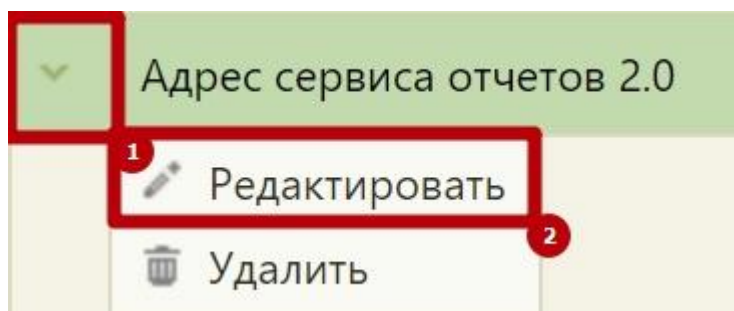 Адрес сервиса отчетов 2.0
1
Редактировать
2
Удалить